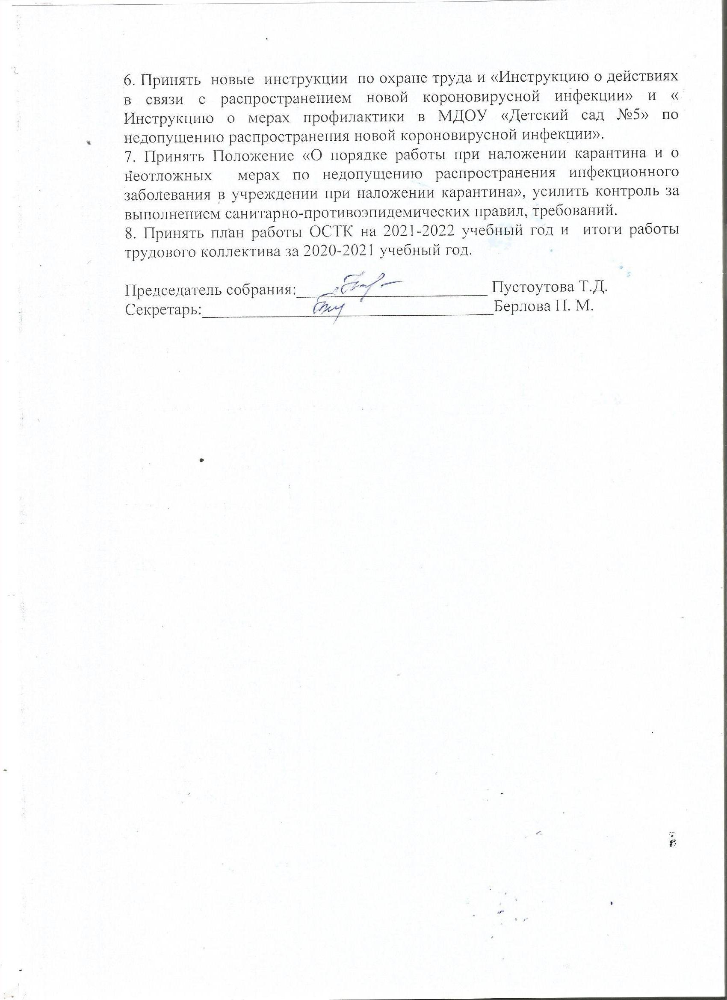 6. Принять новые инструкции по охране труда и «Инструкцию о действиях
в связи с распространением новой короновирусной инфекции» и «
Инструкцию о мерах профилактики в МДОУ «Детский сад №5» по
недопущению распространения новой короновирусной инфекции».
7. Принять Положение «О порядке работы при наложении карантина и о
неотложных мерах по недопущению распространения инфекционного
заболевания в учреждении при наложении карантина», усилить контроль за
выполнением санитарно-противоэпидемических правил, требований.
8. Принять план работы ОСТК на 2021-2022 учебный год и итоги работы
трудового коллектива за 2020-2021 учебный год.
Председатель собрания:________________________ Пустоутова Т.Д.
Секретарь:____________________________________Берлова П. М.